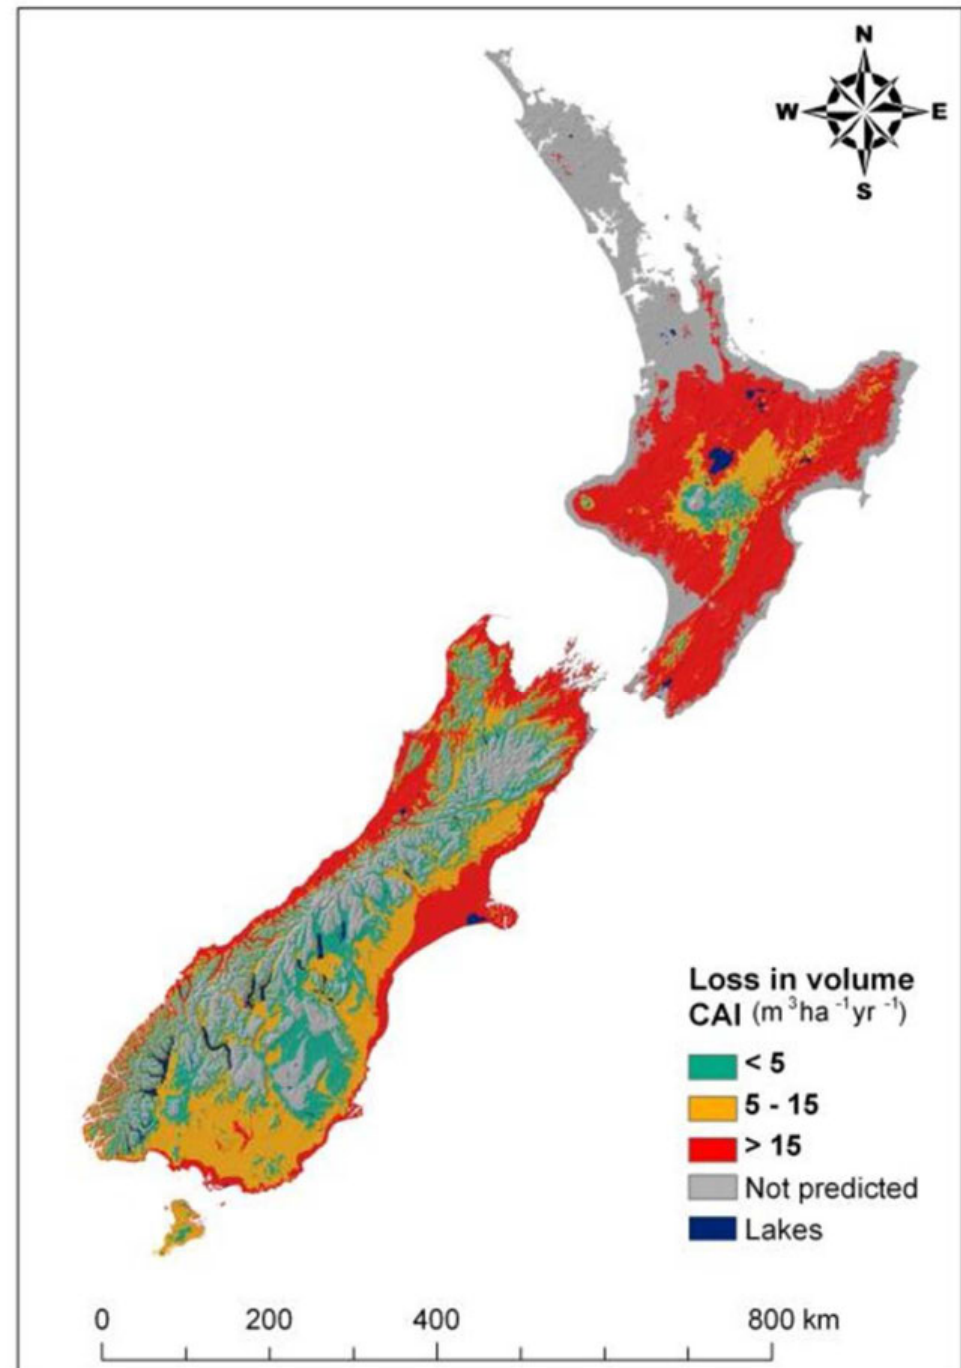 N
W E
S
Loss in volume
CAI (m³ha⁻¹yr⁻¹)
< 5
5 - 15
> 15
Not predicted
Lakes
0 200 400 800 km